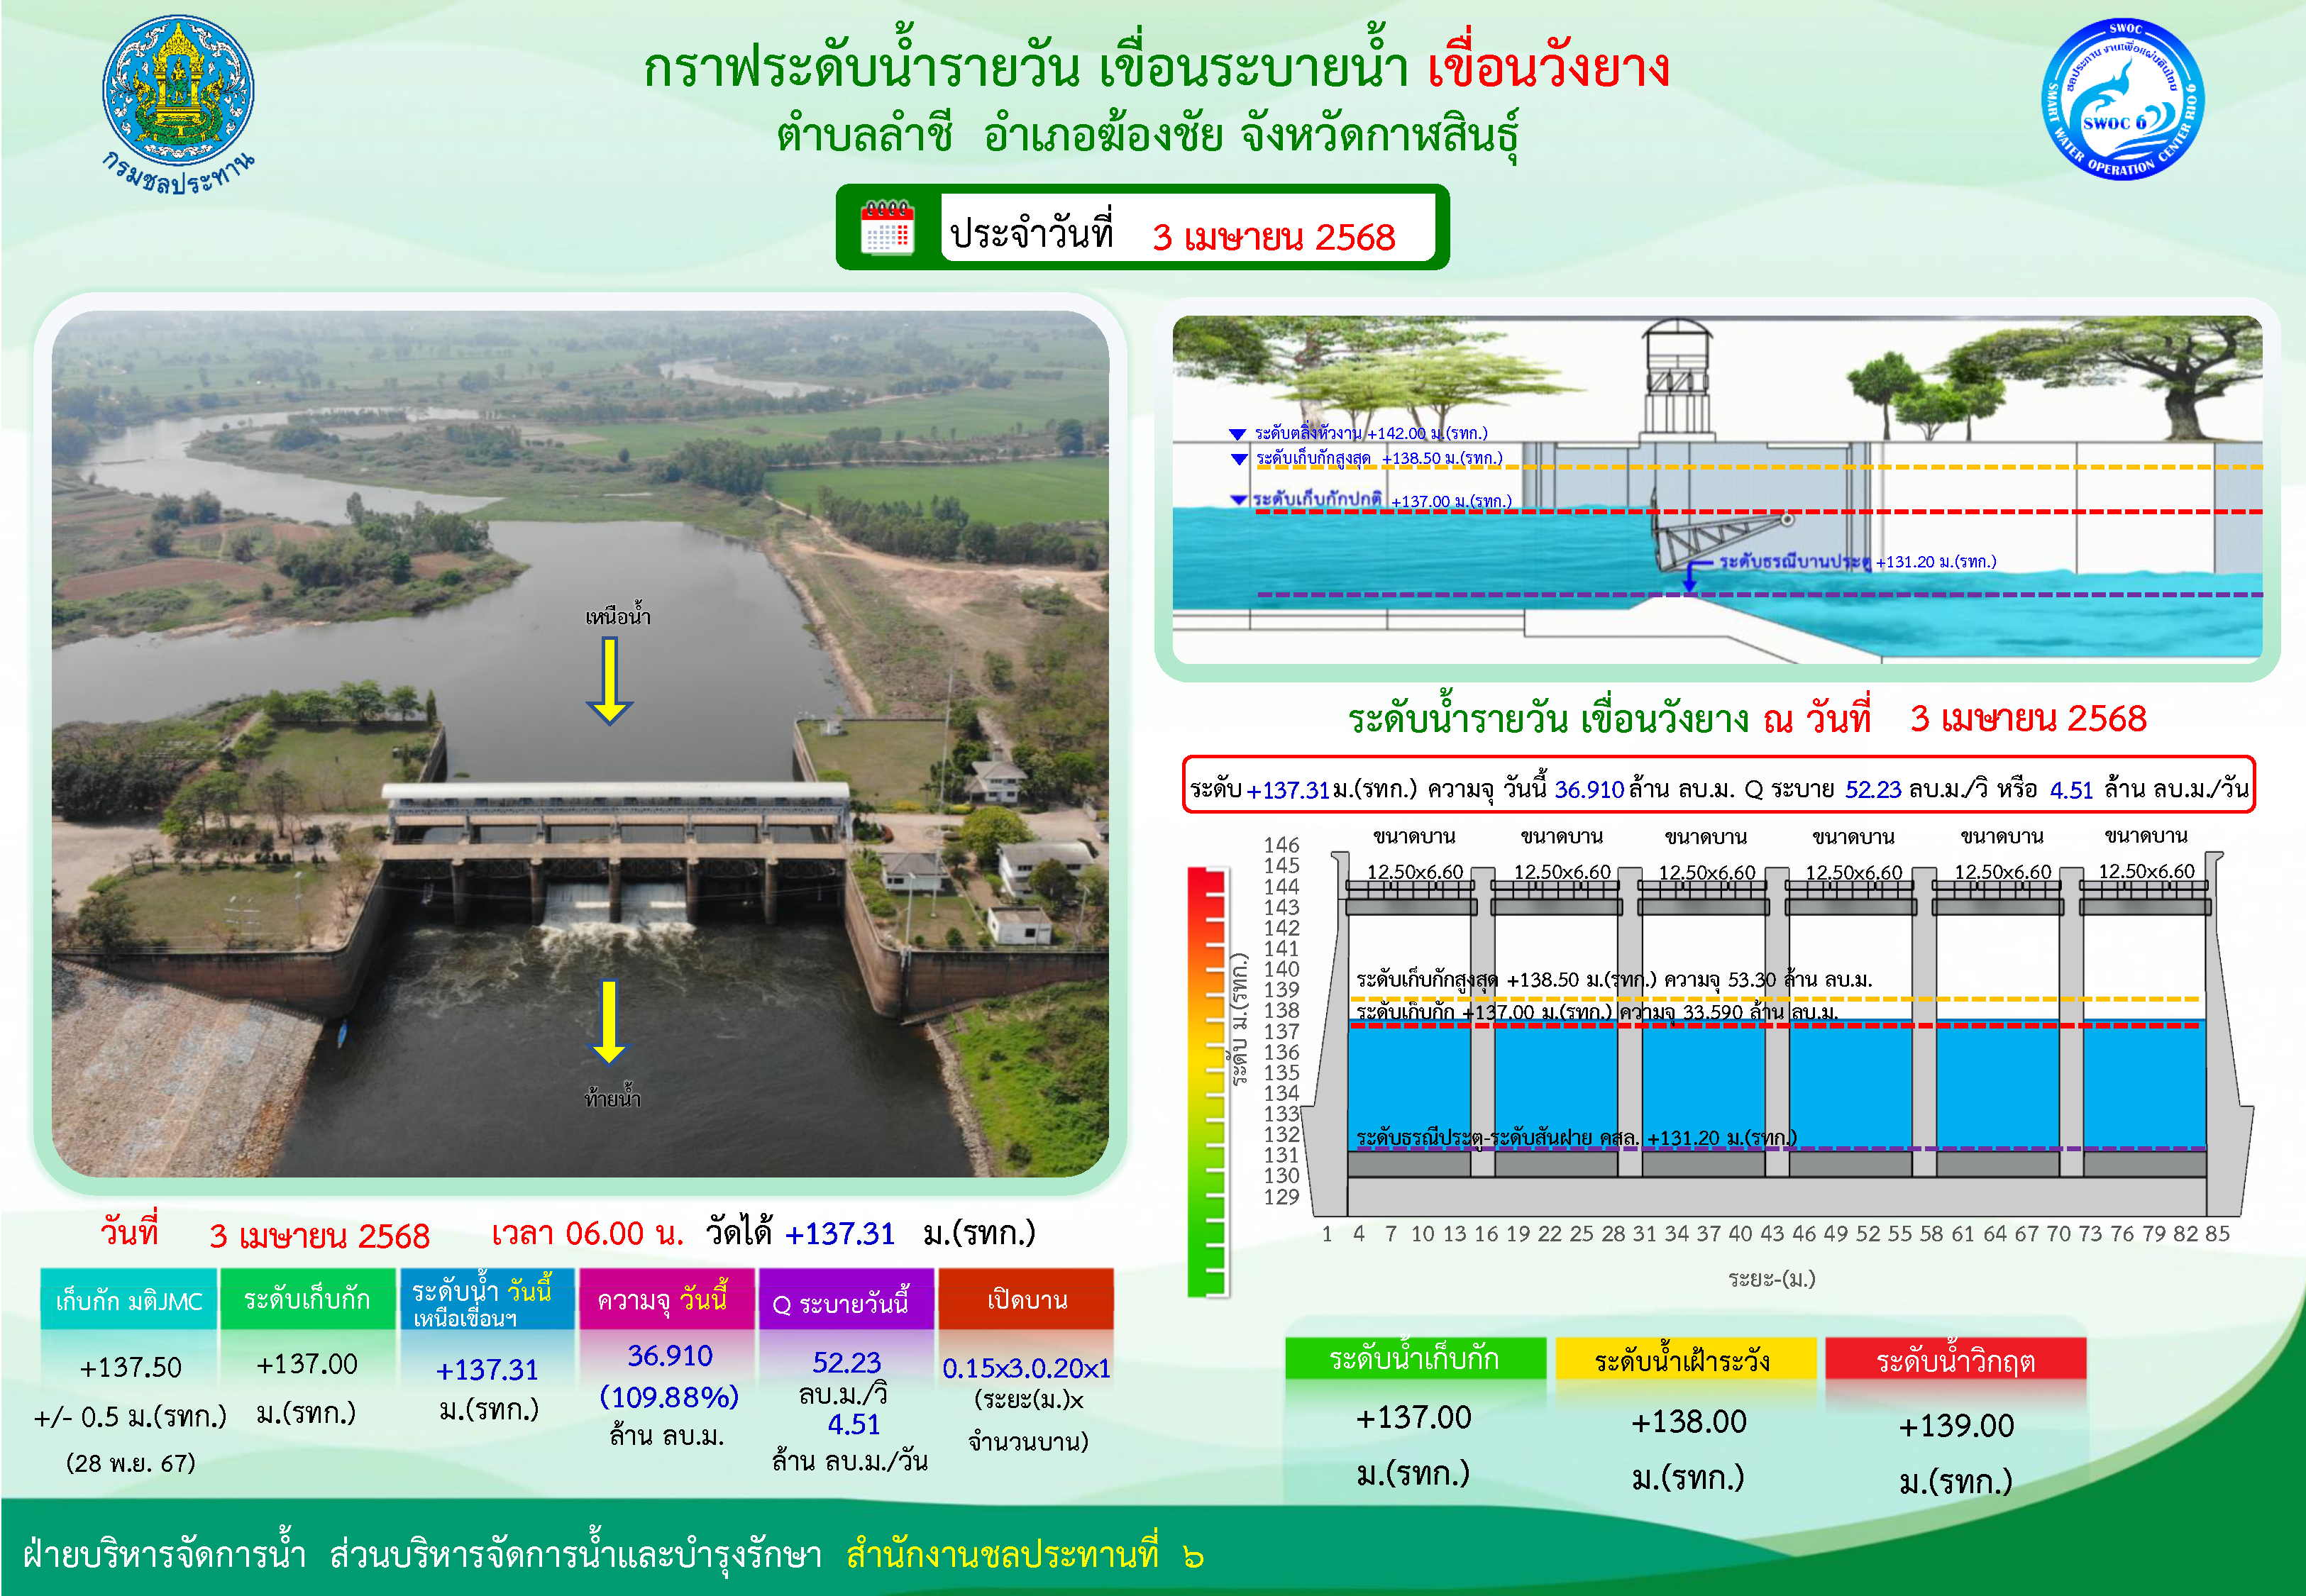 กราฟระดับน้ำรายวัน เขื่อนระบายน้ำ เขื่อนวังยาง
ตำบลลำชี อำเภอฆ้องชัย จังหวัดกาฬสินธุ์
กรมชลประทาน
SWOC
ชลประทาน งานเพื่อแผ่นดินไทย
SWOC 6
SMART WATER OPERATION CENTER RIO 6
ประจำวันที่ 3 เมษายน 2568
เหนือน้ำ
ท้ายน้ำ
ระดับตลิ่งหัวงาน +142.00 ม.(รทก.)
ระดับเก็บกักสูงสุด +138.50 ม.(รทก.)
ระดับเก็บกักปกติ +137.00 ม.(รทก.)
ระดับธรณีบานประตู +131.20 ม.(รทก.)
ระดับน้ำรายวัน เขื่อนวังยาง ณ วันที่ 3 เมษายน 2568
ระดับ +137.31 ม.(รทก.) ความจุ วันนี้ 36.910 ล้าน ลบ.ม. Q ระบาย 52.23 ลบ.ม./วิ หรือ 4.51 ล้าน ลบ.ม./วัน
ขนาดบาน ขนาดบาน ขนาดบาน ขนาดบาน ขนาดบาน ขนาดบาน
12.50x6.60 12.50x6.60 12.50x6.60 12.50x6.60 12.50x6.60 12.50x6.60
ระดับ ม.(รทก.)
146
145
144
143
142
141
140
139
138
137
136
135
134
133
132
131
130
129
ระดับเก็บกักสูงสุด +138.50 ม.(รทก.) ความจุ 53.30 ล้าน ลบ.ม.
ระดับเก็บกัก +137.00 ม.(รทก.) ความจุ 33.590 ล้าน ลบ.ม.
ระดับธรณีประตู-ระดับสันฝาย คสล. +131.20 ม.(รทก.)
1 4 7 10 13 16 19 22 25 28 31 34 37 40 43 46 49 52 55 58 61 64 67 70 73 76 79 82 85
ระยะ-(ม.)
วันที่ 3 เมษายน 2568 เวลา 06.00 น. วัดได้ +137.31 ม.(รทก.)
เก็บกัก มติJMC
+137.50
+/- 0.5 ม.(รทก.)
(28 พ.ย. 67)
ระดับเก็บกัก
+137.00
ม.(รทก.)
ระดับน้ำ วันนี้
เหนือเขื่อนฯ
+137.31
ม.(รทก.)
ความจุ วันนี้
36.910
(109.88%)
ล้าน ลบ.ม.
Q ระบายวันนี้
52.23
ลบ.ม./วิ
4.51
ล้าน ลบ.ม./วัน
เปิดบาน
0.15x3.0.20x1
(ระยะ(ม.)x
จำนวนบาน)
ระดับน้ำเก็บกัก
+137.00
ม.(รทก.)
ระดับน้ำเฝ้าระวัง
+138.00
ม.(รทก.)
ระดับน้ำวิกฤต
+139.00
ม.(รทก.)
ฝ่ายบริหารจัดการน้ำ ส่วนบริหารจัดการน้ำและบำรุงรักษา สำนักงานชลประทานที่ ๖